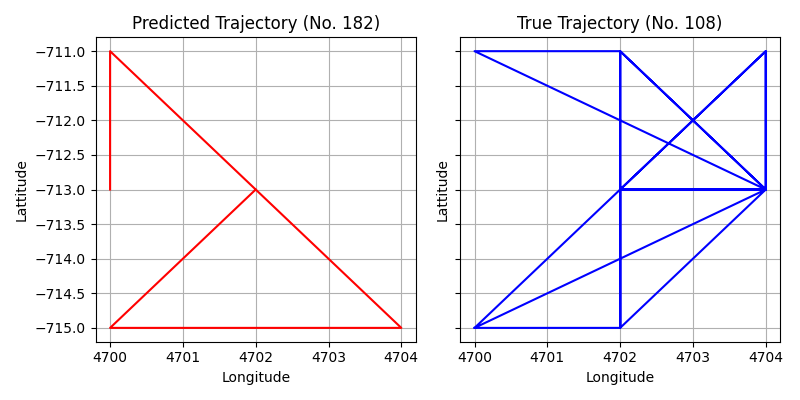 Predicted Trajectory (No. 182)
True Trajectory (No. 108)
Lattitude
−711.0
−711.5
−712.0
−712.5
−713.0
−713.5
−714.0
−714.5
−715.0
4700 4701 4702 4703 4704
Longitude
Lattitude
4700 4701 4702 4703 4704
Longitude